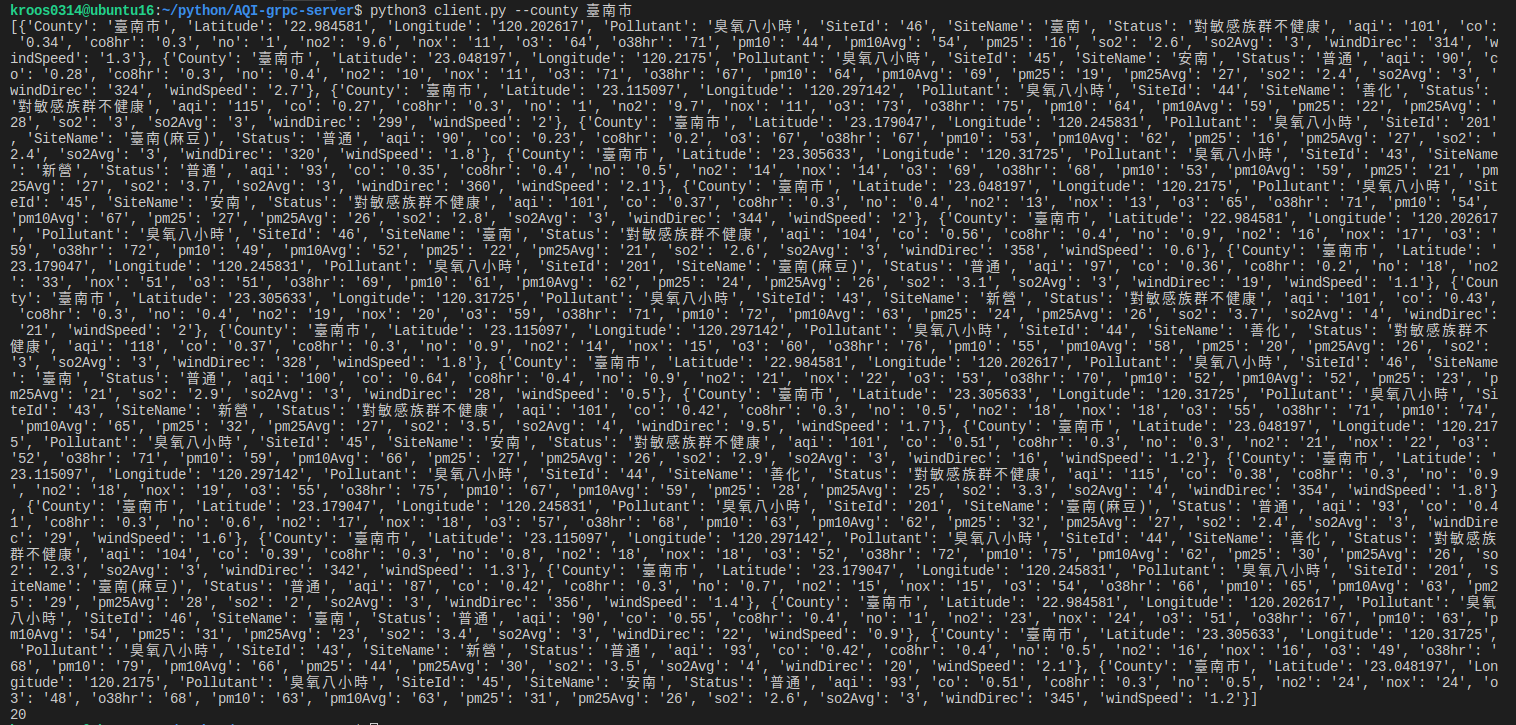 kroos0314@ubuntu16:~/python/AQI-grpc-server$ python3 client.py --county 臺南市
[{'County': '臺南市', 'Latitude': '22.984581', 'Longitude': '120.202617', 'Pollutant': '臭氧八小時', 'SiteId': '46', 'SiteName': '臺南', 'Status': '對敏感族群不健康', 'aqi': '101', 'co':
 '0.34', 'co8hr': '0.3', 'no': '1', 'no2': '9.6', 'nox': '11', 'o3': '64', 'o38hr': '71', 'pm10': '44', 'pm10Avg': '54', 'pm25': '16', 'so2': '2.6', 'so2Avg': '3', 'windDirec': '314', 'w
indSpeed': '1.3'}, {'County': '臺南市', 'Latitude': '23.048197', 'Longitude': '120.2175', 'Pollutant': '臭氧八小時', 'SiteId': '45', 'SiteName': '安南', 'Status': '普通', 'aqi': '90', 'c
o': '0.28', 'co8hr': '0.3', 'no': '0.4', 'no2': '10', 'nox': '11', 'o3': '71', 'o38hr': '67', 'pm10': '64', 'pm10Avg': '69', 'pm25': '19', 'pm25Avg': '27', 'so2': '2.4', 'so2Avg': '3', '
windDirec': '324', 'windSpeed': '2.7'}, {'County': '臺南市', 'Latitude': '23.115097', 'Longitude': '120.297142', 'Pollutant': '臭氧八小時', 'SiteId': '44', 'SiteName': '善化', 'Status':
'對敏感族群不健康', 'aqi': '115', 'co': '0.27', 'co8hr': '0.3', 'no': '1', 'no2': '9.7', 'nox': '11', 'o3': '73', 'o38hr': '75', 'pm10': '64', 'pm10Avg': '59', 'pm25': '22', 'pm25Avg': '
28', 'so2': '3', 'so2Avg': '3', 'windDirec': '299', 'windSpeed': '2'}, {'County': '臺南市', 'Latitude': '23.179047', 'Longitude': '120.245831', 'Pollutant': '臭氧八小時', 'SiteId': '201'
, 'SiteName': '臺南(麻豆)', 'Status': '普通', 'aqi': '90', 'co': '0.23', 'co8hr': '0.2', 'o3': '67', 'o38hr': '67', 'pm10': '53', 'pm10Avg': '62', 'pm25': '16', 'pm25Avg': '27', 'so2': '
2.4', 'so2Avg': '3', 'windDirec': '320', 'windSpeed': '1.8'}, {'County': '臺南市', 'Latitude': '23.305633', 'Longitude': '120.31725', 'Pollutant': '臭氧八小時', 'SiteId': '43', 'SiteName
': '新營', 'Status': '普通', 'aqi': '93', 'co': '0.35', 'co8hr': '0.4', 'no': '0.5', 'no2': '14', 'nox': '14', 'o3': '69', 'o38hr': '68', 'pm10': '53', 'pm10Avg': '59', 'pm25': '21', 'pm
25Avg': '27', 'so2': '3.7', 'so2Avg': '3', 'windDirec': '360', 'windSpeed': '2.1'}, {'County': '臺南市', 'Latitude': '23.048197', 'Longitude': '120.2175', 'Pollutant': '臭氧八小時', 'Sit
eId': '45', 'SiteName': '安南', 'Status': '對敏感族群不健康', 'aqi': '101', 'co': '0.37', 'co8hr': '0.3', 'no': '0.4', 'no2': '13', 'nox': '13', 'o3': '65', 'o38hr': '71', 'pm10': '54',
'pm10Avg': '67', 'pm25': '27', 'pm25Avg': '26', 'so2': '2.8', 'so2Avg': '3', 'windDirec': '344', 'windSpeed': '2'}, {'County': '臺南市', 'Latitude': '22.984581', 'Longitude': '120.202617'
, 'Pollutant': '臭氧八小時', 'SiteId': '46', 'SiteName': '臺南', 'Status': '對敏感族群不健康', 'aqi': '104', 'co': '0.56', 'co8hr': '0.4', 'no': '0.9', 'no2': '16', 'nox': '17', 'o3': '
59', 'o38hr': '72', 'pm10': '49', 'pm10Avg': '52', 'pm25': '22', 'pm25Avg': '21', 'so2': '2.6', 'so2Avg': '3', 'windDirec': '358', 'windSpeed': '0.6'}, {'County': '臺南市', 'Latitude': '
23.179047', 'Longitude': '120.245831', 'Pollutant': '臭氧八小時', 'SiteId': '201', 'SiteName': '臺南(麻豆)', 'Status': '普通', 'aqi': '97', 'co': '0.36', 'co8hr': '0.2', 'no': '18', 'no2
': '33', 'nox': '51', 'o3': '51', 'o38hr': '69', 'pm10': '61', 'pm10Avg': '62', 'pm25': '24', 'pm25Avg': '26', 'so2': '3.1', 'so2Avg': '3', 'windDirec': '19', 'windSpeed': '1.1'}, {'Coun
ty': '臺南市', 'Latitude': '23.305633', 'Longitude': '120.31725', 'Pollutant': '臭氧八小時', 'SiteId': '43', 'SiteName': '新營', 'Status': '對敏感族群不健康', 'aqi': '101', 'co': '0.43',
 'co8hr': '0.3', 'no': '0.4', 'no2': '19', 'nox': '20', 'o3': '59', 'o38hr': '71', 'pm10': '72', 'pm10Avg': '63', 'pm25': '24', 'pm25Avg': '26', 'so2': '3.7', 'so2Avg': '4', 'windDirec':
 '21', 'windSpeed': '2'}, {'County': '臺南市', 'Latitude': '23.115097', 'Longitude': '120.297142', 'Pollutant': '臭氧八小時', 'SiteId': '44', 'SiteName': '善化', 'Status': '對敏感族群不
健康', 'aqi': '118', 'co': '0.37', 'co8hr': '0.3', 'no': '0.9', 'no2': '14', 'nox': '15', 'o3': '60', 'o38hr': '76', 'pm10': '55', 'pm10Avg': '58', 'pm25': '20', 'pm25Avg': '26', 'so2':
'3', 'so2Avg': '3', 'windDirec': '328', 'windSpeed': '1.8'}, {'County': '臺南市', 'Latitude': '22.984581', 'Longitude': '120.202617', 'Pollutant': '臭氧八小時', 'SiteId': '46', 'SiteName
': '臺南', 'Status': '普通', 'aqi': '100', 'co': '0.64', 'co8hr': '0.4', 'no': '0.9', 'no2': '21', 'nox': '22', 'o3': '53', 'o38hr': '70', 'pm10': '52', 'pm10Avg': '52', 'pm25': '23', 'p
m25Avg': '21', 'so2': '2.9', 'so2Avg': '3', 'windDirec': '28', 'windSpeed': '0.5'}, {'County': '臺南市', 'Latitude': '23.305633', 'Longitude': '120.31725', 'Pollutant': '臭氧八小時', 'Si
teId': '43', 'SiteName': '新營', 'Status': '對敏感族群不健康', 'aqi': '101', 'co': '0.42', 'co8hr': '0.3', 'no': '0.5', 'no2': '18', 'nox': '18', 'o3': '55', 'o38hr': '71', 'pm10': '74',
 'pm10Avg': '65', 'pm25': '32', 'pm25Avg': '27', 'so2': '3.5', 'so2Avg': '4', 'windDirec': '9.5', 'windSpeed': '1.7'}, {'County': '臺南市', 'Latitude': '23.048197', 'Longitude': '120.217
5', 'Pollutant': '臭氧八小時', 'SiteId': '45', 'SiteName': '安南', 'Status': '對敏感族群不健康', 'aqi': '101', 'co': '0.51', 'co8hr': '0.3', 'no': '0.3', 'no2': '21', 'nox': '22', 'o3':
'52', 'o38hr': '71', 'pm10': '59', 'pm10Avg': '66', 'pm25': '27', 'pm25Avg': '26', 'so2': '2.9', 'so2Avg': '3', 'windDirec': '16', 'windSpeed': '1.2'}, {'County': '臺南市', 'Latitude': '
23.115097', 'Longitude': '120.297142', 'Pollutant': '臭氧八小時', 'SiteId': '44', 'SiteName': '善化', 'Status': '對敏感族群不健康', 'aqi': '115', 'co': '0.38', 'co8hr': '0.3', 'no': '0.9
', 'no2': '18', 'nox': '19', 'o3': '55', 'o38hr': '75', 'pm10': '67', 'pm10Avg': '59', 'pm25': '28', 'pm25Avg': '25', 'so2': '3.3', 'so2Avg': '4', 'windDirec': '354', 'windSpeed': '1.8'}
, {'County': '臺南市', 'Latitude': '23.179047', 'Longitude': '120.245831', 'Pollutant': '臭氧八小時', 'SiteId': '201', 'SiteName': '臺南(麻豆)', 'Status': '普通', 'aqi': '93', 'co': '0.4
1', 'co8hr': '0.3', 'no': '0.6', 'no2': '17', 'nox': '18', 'o3': '57', 'o38hr': '68', 'pm10': '63', 'pm10Avg': '62', 'pm25': '32', 'pm25Avg': '27', 'so2': '2.4', 'so2Avg': '3', 'windDire
c': '29', 'windSpeed': '1.6'}, {'County': '臺南市', 'Latitude': '23.115097', 'Longitude': '120.297142', 'Pollutant': '臭氧八小時', 'SiteId': '44', 'SiteName': '善化', 'Status': '對敏感族
群不健康', 'aqi': '104', 'co': '0.39', 'co8hr': '0.3', 'no': '0.8', 'no2': '18', 'nox': '18', 'o3': '52', 'o38hr': '72', 'pm10': '75', 'pm10Avg': '62', 'pm25': '30', 'pm25Avg': '26', 'so
2': '2.3', 'so2Avg': '3', 'windDirec': '342', 'windSpeed': '1.3'}, {'County': '臺南市', 'Latitude': '23.179047', 'Longitude': '120.245831', 'Pollutant': '臭氧八小時', 'SiteId': '201', 'S
iteName': '臺南(麻豆)', 'Status': '普通', 'aqi': '87', 'co': '0.42', 'co8hr': '0.3', 'no': '0.7', 'no2': '15', 'nox': '15', 'o3': '54', 'o38hr': '66', 'pm10': '65', 'pm10Avg': '63', 'pm2
5': '29', 'pm25Avg': '28', 'so2': '2', 'so2Avg': '3', 'windDirec': '356', 'windSpeed': '1.4'}, {'County': '臺南市', 'Latitude': '22.984581', 'Longitude': '120.202617', 'Pollutant': '臭氧
八小時', 'SiteId': '46', 'SiteName': '臺南', 'Status': '普通', 'aqi': '90', 'co': '0.55', 'co8hr': '0.4', 'no': '1', 'no2': '23', 'nox': '24', 'o3': '51', 'o38hr': '67', 'pm10': '63', 'p
m10Avg': '54', 'pm25': '31', 'pm25Avg': '23', 'so2': '3.4', 'so2Avg': '3', 'windDirec': '22', 'windSpeed': '0.9'}, {'County': '臺南市', 'Latitude': '23.305633', 'Longitude': '120.31725',
 'Pollutant': '臭氧八小時', 'SiteId': '43', 'SiteName': '新營', 'Status': '普通', 'aqi': '93', 'co': '0.42', 'co8hr': '0.4', 'no': '0.5', 'no2': '16', 'nox': '16', 'o3': '49', 'o38hr': '
68', 'pm10': '79', 'pm10Avg': '66', 'pm25': '44', 'pm25Avg': '30', 'so2': '3.5', 'so2Avg': '4', 'windDirec': '20', 'windSpeed': '2.1'}, {'County': '臺南市', 'Latitude': '23.048197', 'Lon
gitude': '120.2175', 'Pollutant': '臭氧八小時', 'SiteId': '45', 'SiteName': '安南', 'Status': '普通', 'aqi': '93', 'co': '0.51', 'co8hr': '0.3', 'no': '0.5', 'no2': '24', 'nox': '24', 'o
3': '48', 'o38hr': '68', 'pm10': '63', 'pm10Avg': '63', 'pm25': '31', 'pm25Avg': '26', 'so2': '2.6', 'so2Avg': '3', 'windDirec': '345', 'windSpeed': '1.2'}]
20